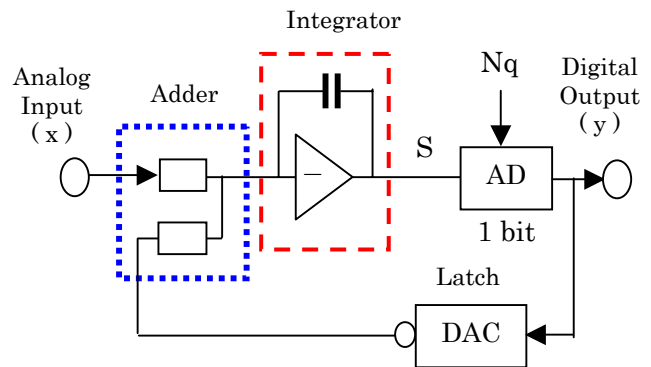 Integrator
Analog
Input
( x )
Adder
Nq
Digital
Output
( y )
S
−
AD
1 bit
Latch
DAC